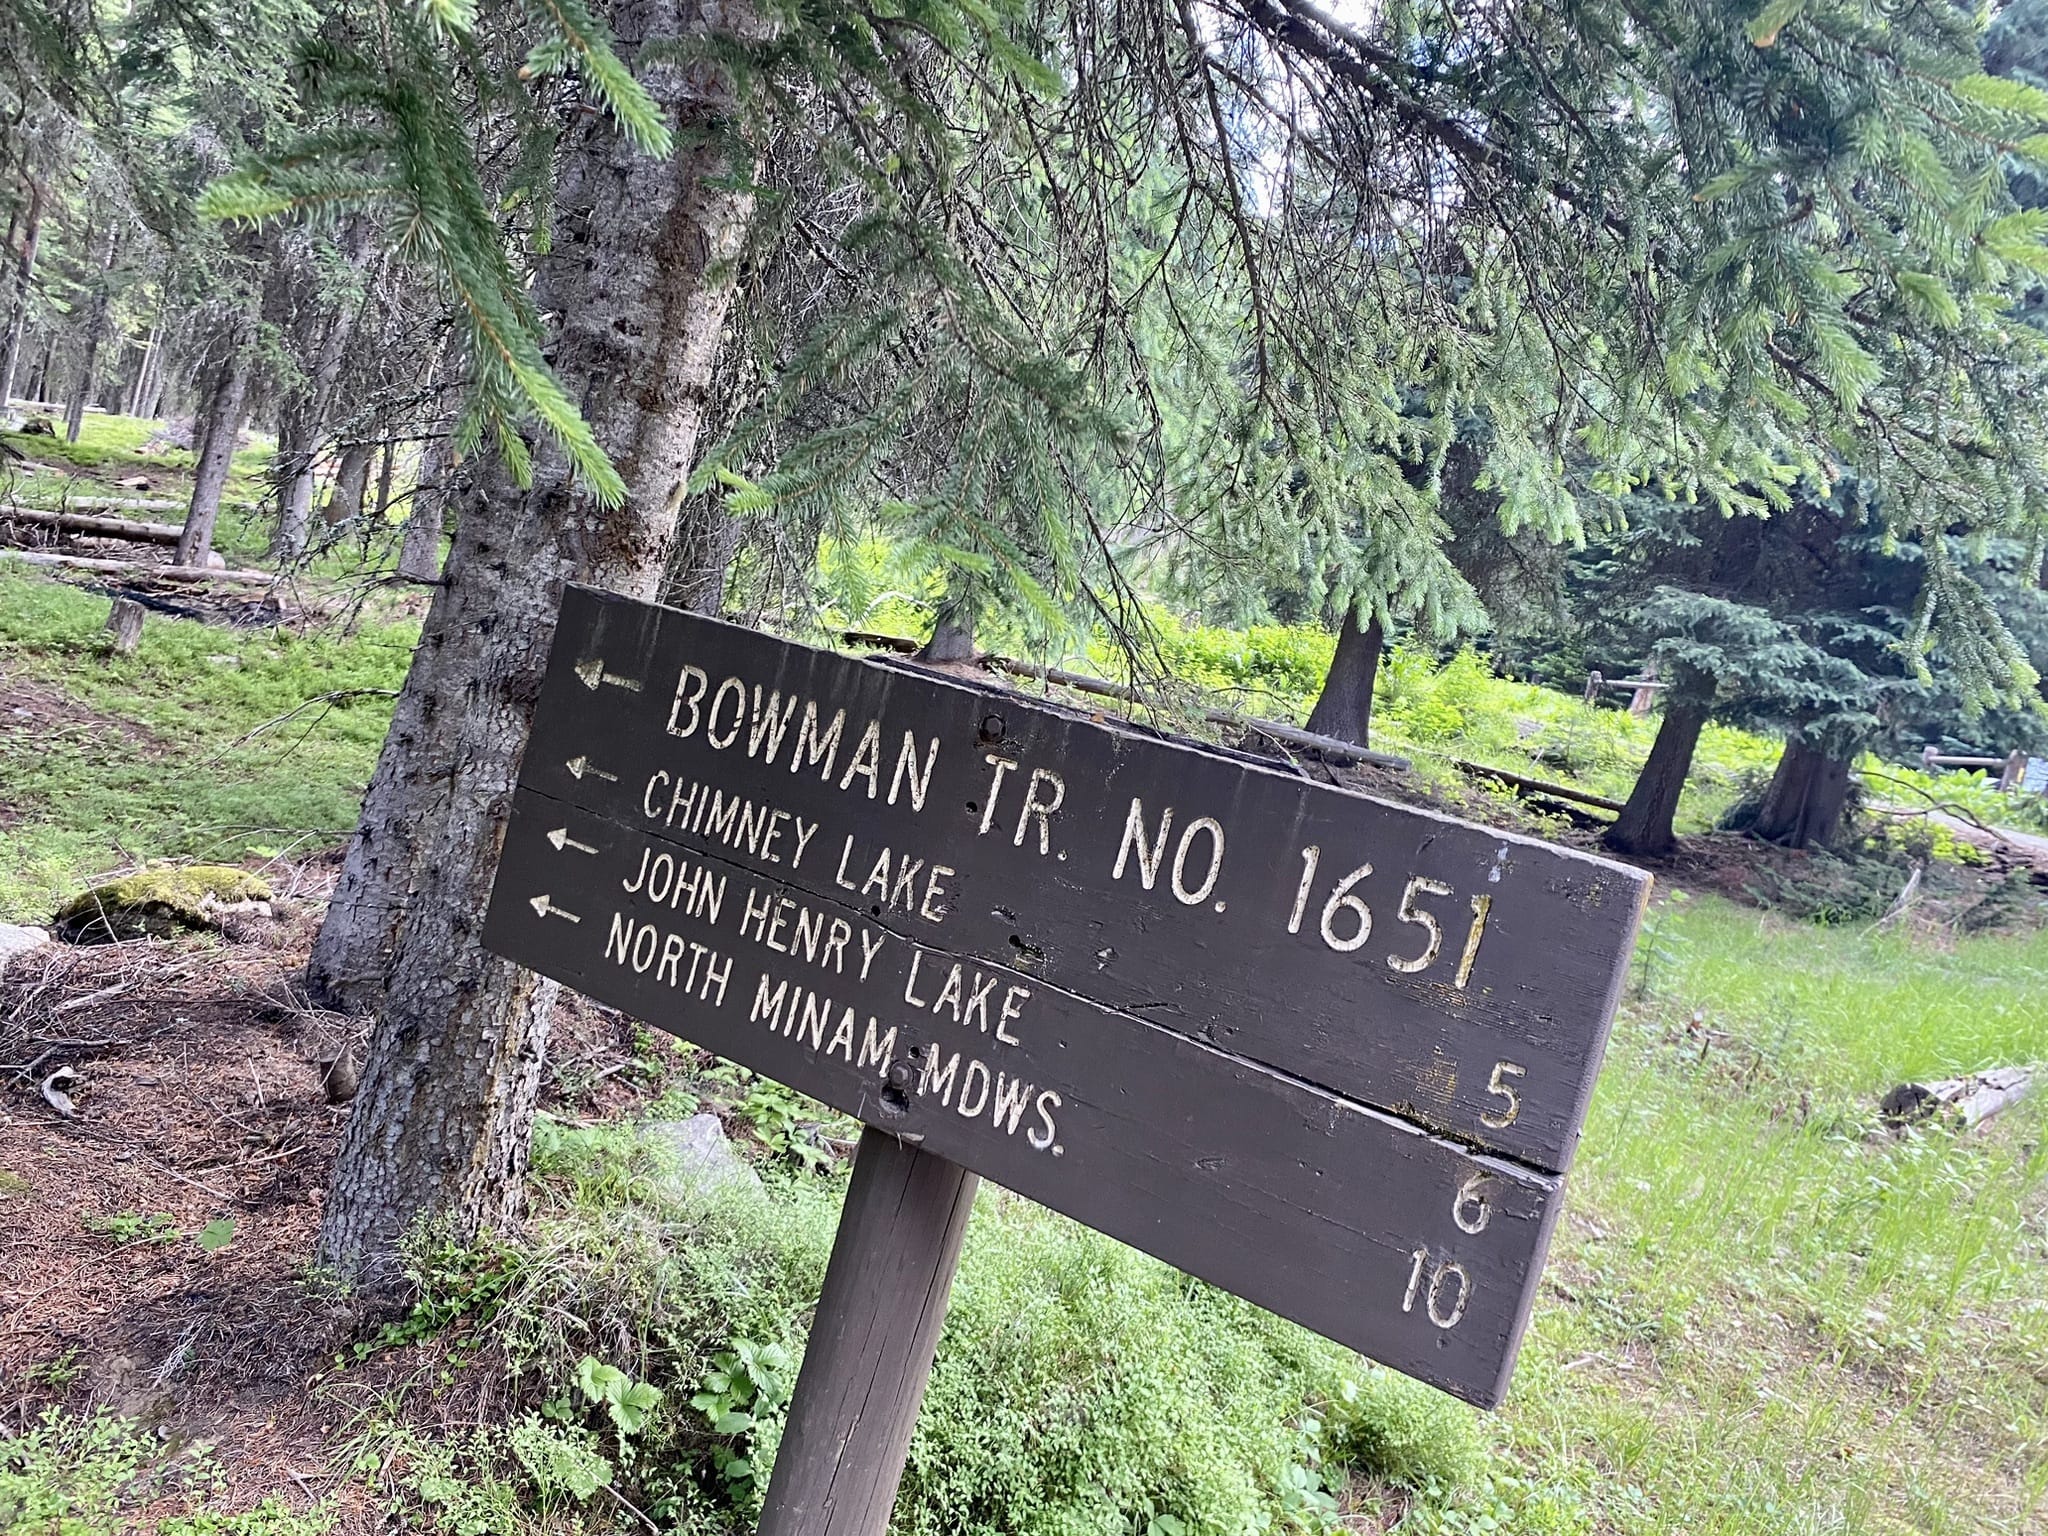 ← BOWMAN TR. NO. 1651
← CHIMNEY LAKE 5
← JOHN HENRY LAKE 6
← NORTH MINAM MDWS. 10